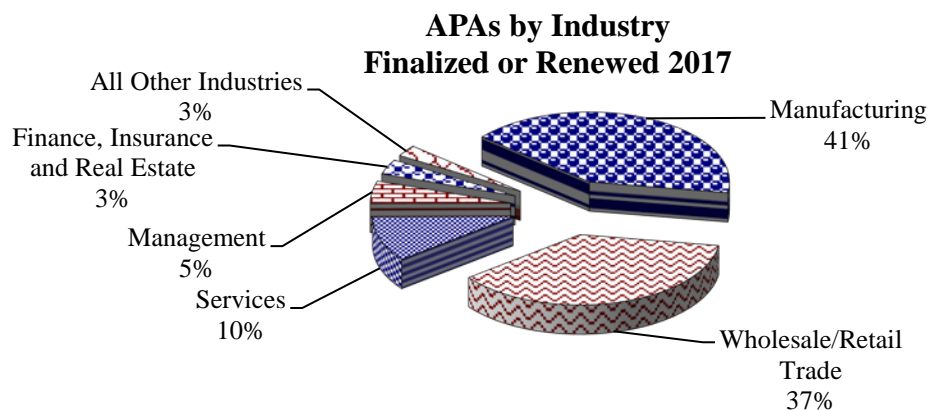 APAs by Industry
Finalized or Renewed 2017
All Other Industries
3%
Finance, Insurance
and Real Estate
3%
Management
5%
Services
10%
Manufacturing
41%
Wholesale/Retail
Trade
37%